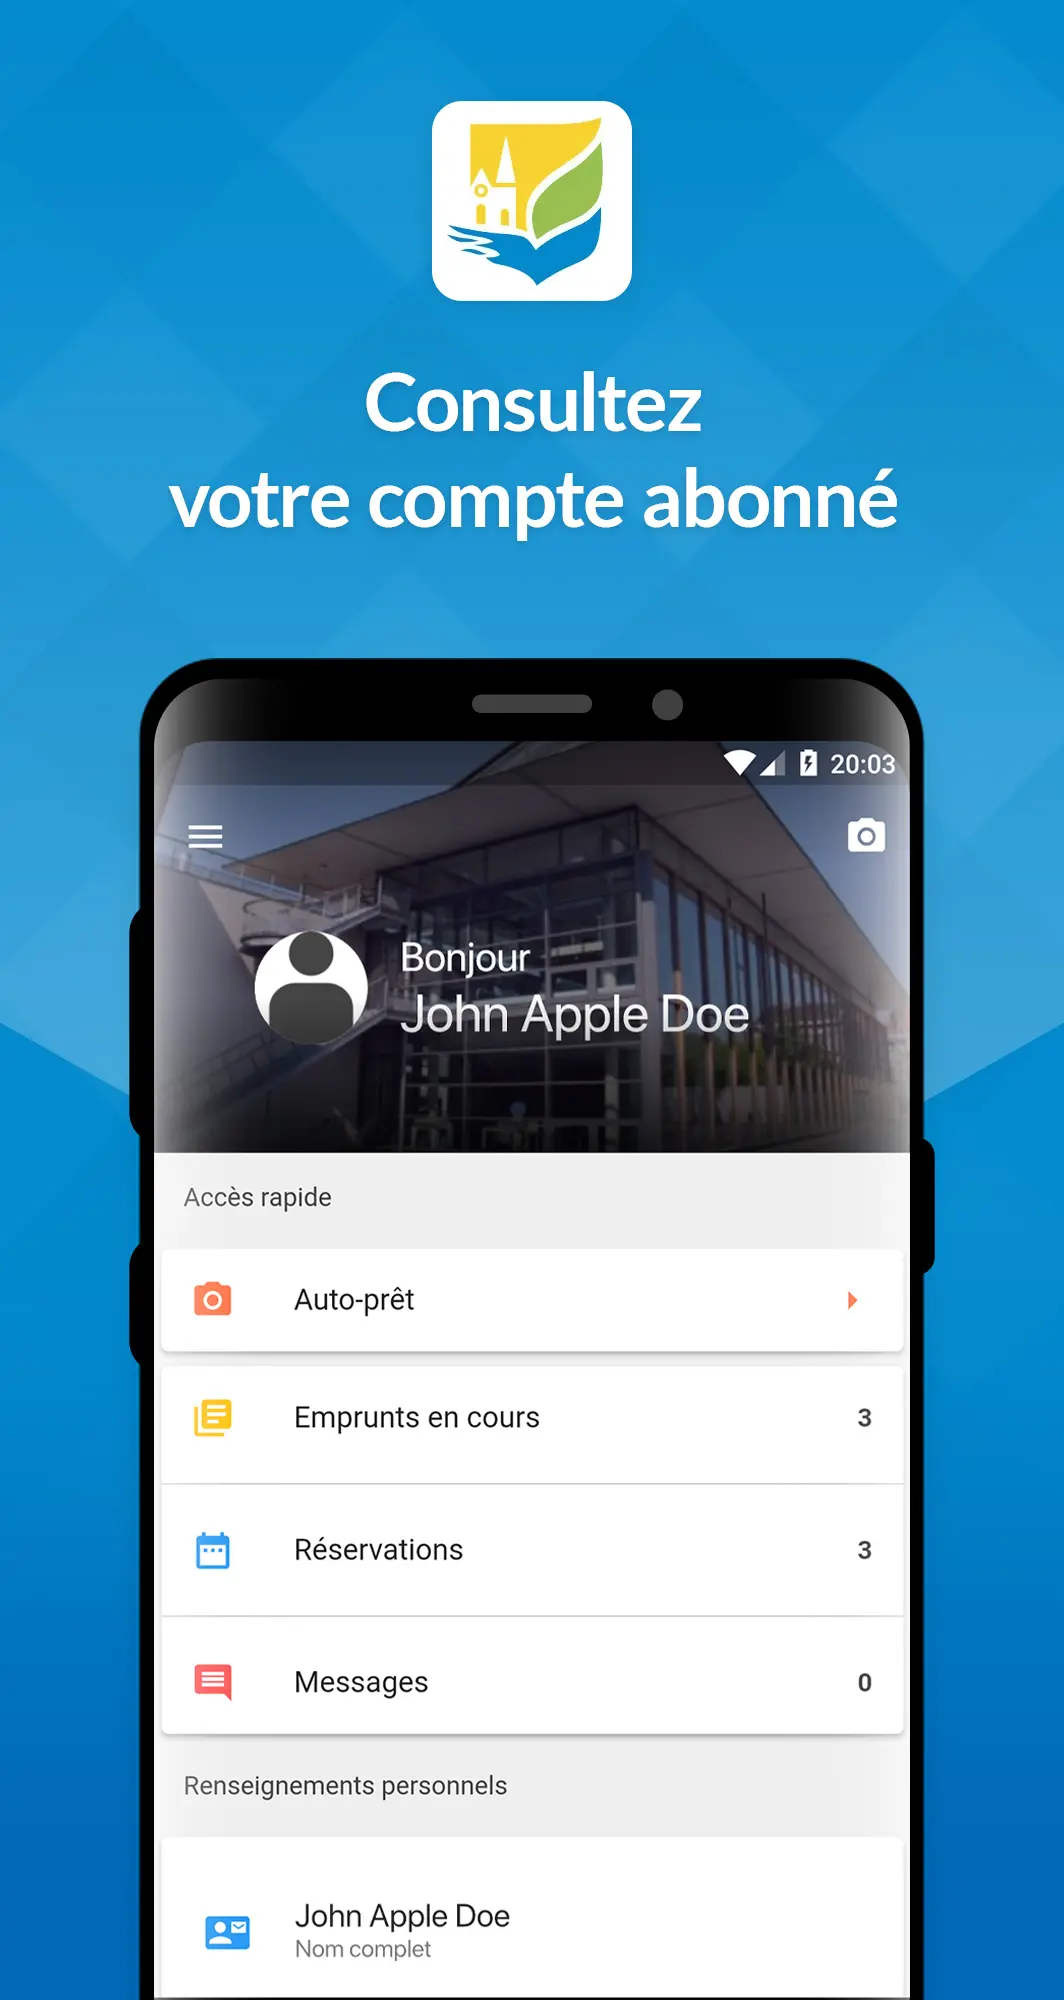 Consultez
votre compte abonné
20:03
Bonjour
John Apple Doe
Accès rapide
Auto-prêt
Emprunts en cours 3
Réservations 3
Messages 0
Renseignements personnels
John Apple Doe
Nom complet